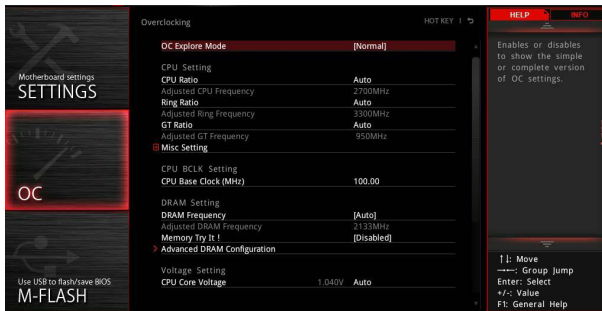 Motherboard settings
SETTINGS
OC
Use USB to flash/save BIOS
M-FLASH
Overclocking
HOT KEY
OC Explore Mode [Normal]
CPU Setting
CPU Ratio Auto
Adjusted CPU Frequency 2700MHz
Ring Ratio Auto
Adjusted Ring Frequency 3300MHz
GT Ratio Auto
Adjusted GT Frequency 950MHz
Misc Setting
CPU BCLK Setting
CPU Base Clock (MHz) 100.00
DRAM Setting
DRAM Frequency [Auto]
Adjusted DRAM Frequency 2133MHz
Memory Try It ! [Disabled]
Advanced DRAM Configuration
Voltage Setting
CPU Core Voltage 1.040V Auto
HELP INFO
Enables or disables
to show the simple
or complete version
of OC settings.
↑↓: Move
→←: Group Jump
Enter: Select
+/-: Value
F1: General Help